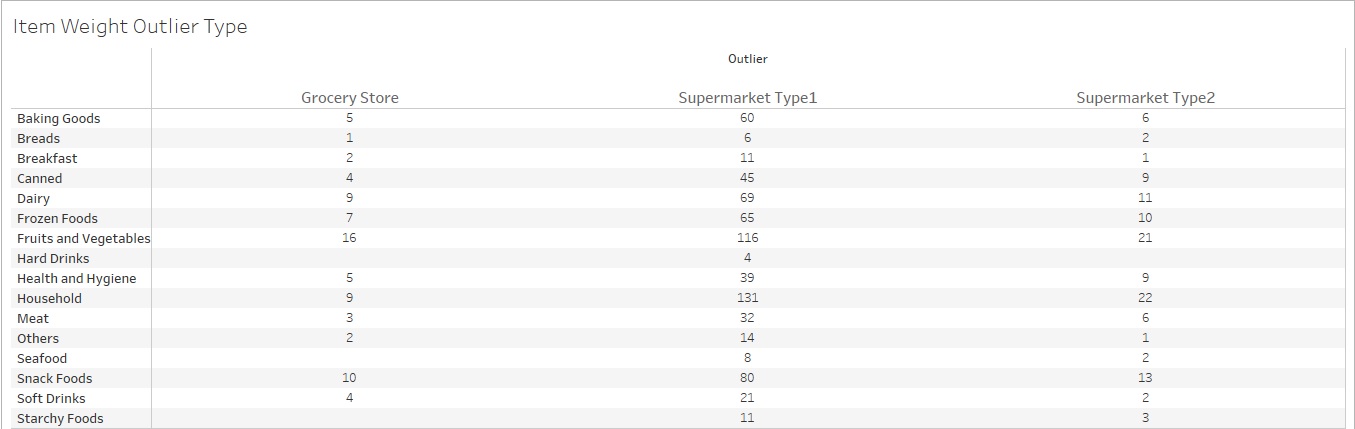 Item Weight Outlier Type
Outlier
Grocery Store Supermarket Type1 Supermarket Type2
Baking Goods 5 60 6
Breads 1 6 2
Breakfast 2 11 1
Canned 4 45 9
Dairy 9 69 11
Frozen Foods 7 65 10
Fruits and Vegetables 16 116 21
Hard Drinks 4
Health and Hygiene 5 39 9
Household 9 131 22
Meat 3 32 6
Others 2 14 1
Seafood 8 2
Snack Foods 10 80 13
Soft Drinks 4 21 2
Starchy Foods 11 3